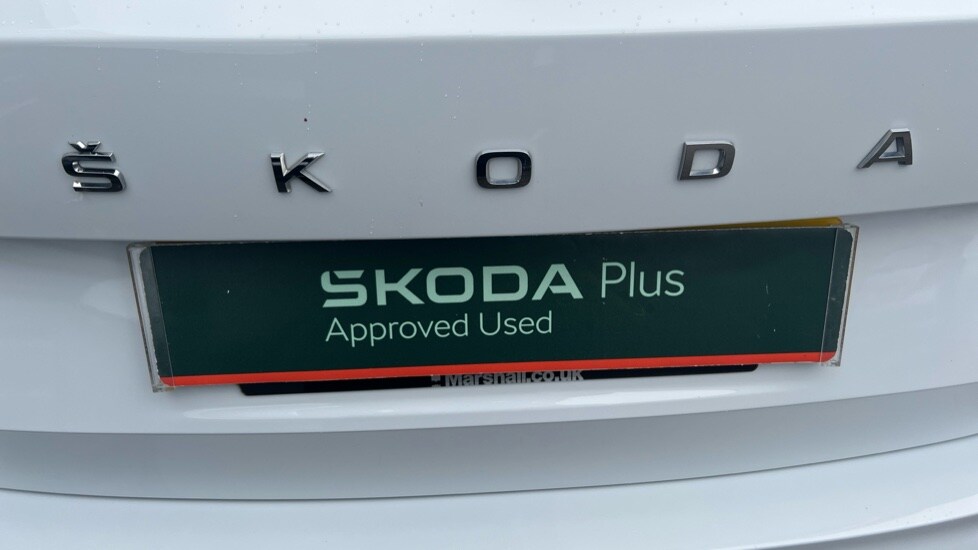 ŠKODA
ŠKODA Plus
Approved Used
Marshall.co.uk